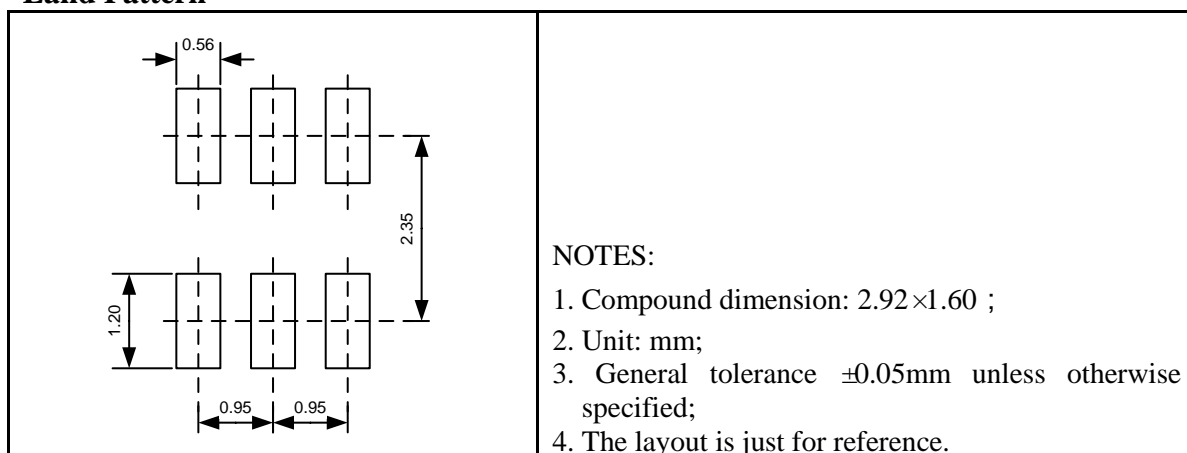 Land Pattern
0.56
2.35
1.20
0.95 0.95
NOTES:
1. Compound dimension: 2.92×1.60 ;
2. Unit: mm;
3. General tolerance ±0.05mm unless otherwise
specified;
4. The layout is just for reference.